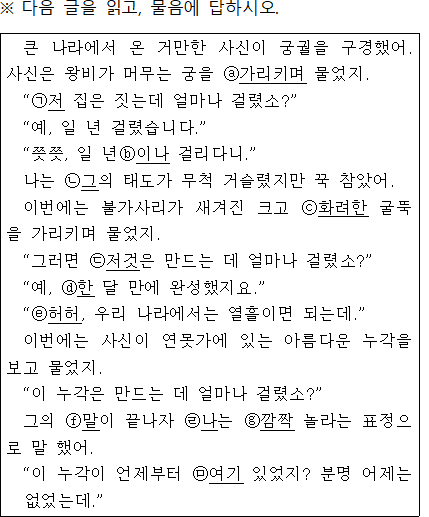 ※ 다음 글을 읽고, 물음에 답하시오.
큰 나라에서 온 거만한 사신이 궁궐을 구경했어.
사신은 왕비가 머무는 궁을 ⓐ가리키며 물었지.
“㉠저 집은 짓는데 얼마나 걸렸소?”
“예, 일 년 걸렸습니다.”
“쯧쯧, 일 년ⓑ이나 걸리다니.”
나는 ㉡그의 태도가 무척 거슬렸지만 꾹 참았어.
이번에는 불가사리가 새겨진 크고 ⓒ화려한 굴뚝
을 가리키며 물었지.
“그러면 ㉢저것은 만드는 데 얼마나 걸렸소?”
“예, ⓓ한 달 만에 완성했지요.”
“ⓔ허허, 우리 나라에서는 열흘이면 되는데.”
이번에는 사신이 연못가에 있는 아름다운 누각을
보고 물었지.
“이 누각은 만드는 데 얼마나 걸렸소?”
그의 ⓕ말이 끝나자 ㉣나는 ⓖ깜짝 놀라는 표정으
로 말 했어.
“이 누각이 언제부터 ㉤여기 있었지? 분명 어제는
없었는데.”